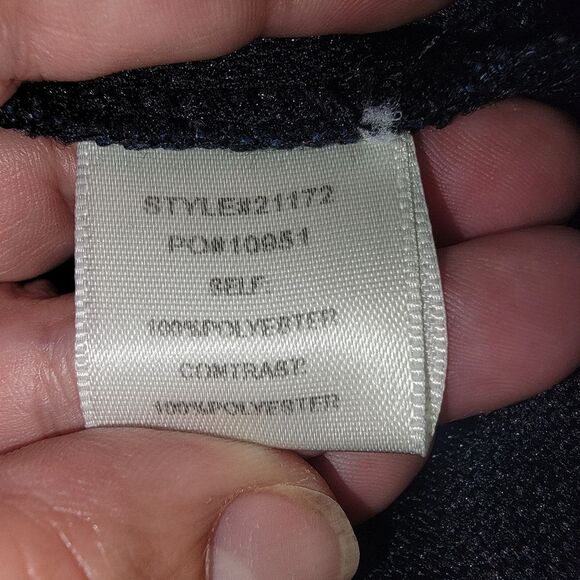 STYLE#21172
PO#10051
SELF:
100%POLYESTER
CONTRAST:
100%POLYESTER